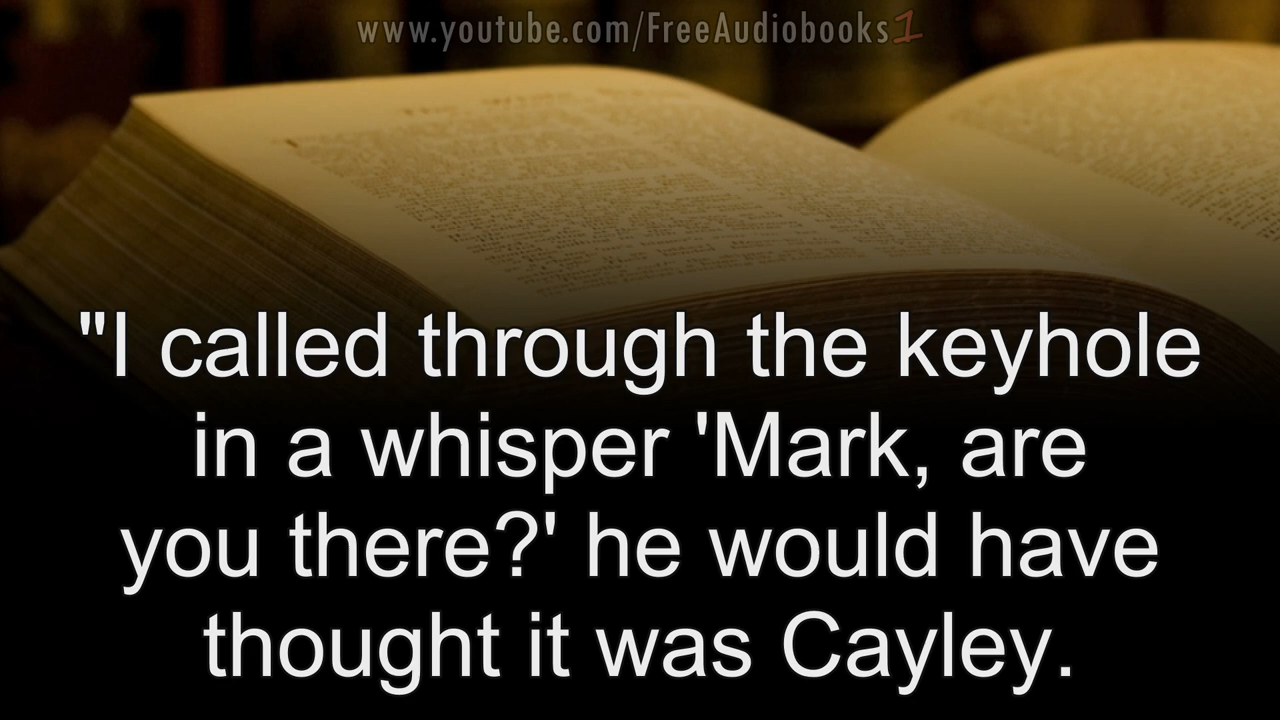 www.youtube.com/FreeAudiobooks1
"I called through the keyhole
in a whisper 'Mark, are
you there?' he would have
thought it was Cayley.